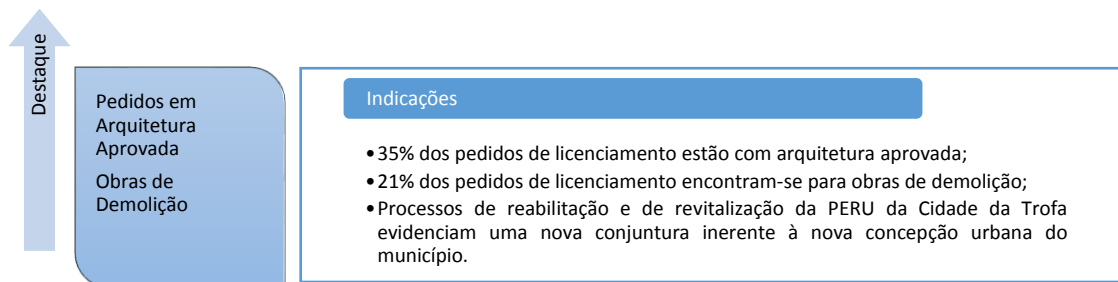 Destaque
Pedidos em
Arquitetura
Aprovada
Obras de
Demolição
Indicações
•35% dos pedidos de licenciamento estão com arquitetura aprovada;
•21% dos pedidos de licenciamento encontram-se para obras de demolição;
•Processos de reabilitação e de revitalização da PERU da Cidade da Trofa
evidenciam uma nova conjuntura inerente à nova concepção urbana do
município.